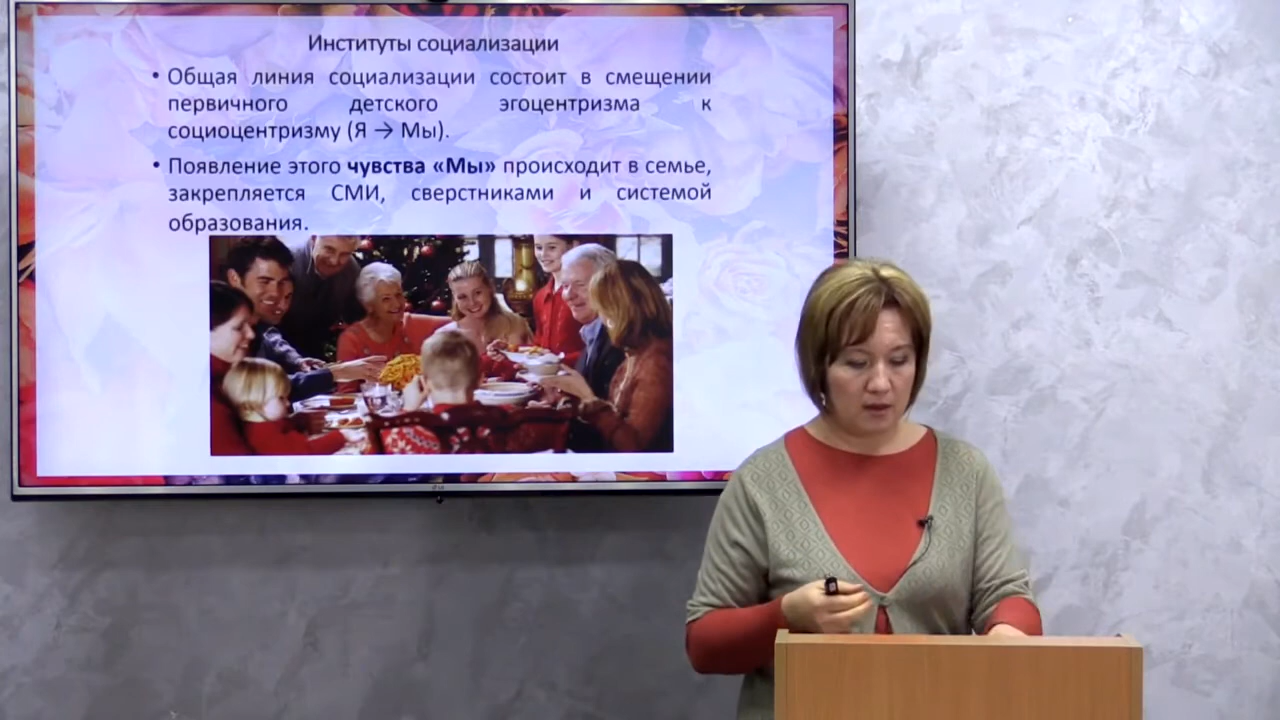 Институты социализации
• Общая линия социализации состоит в смещении
первичного детского эгоцентризма к
социоцентризму (Я → Мы).
• Появление этого чувства «Мы» происходит в семье,
закрепляется СМИ, сверстниками и системой
образования.
LG